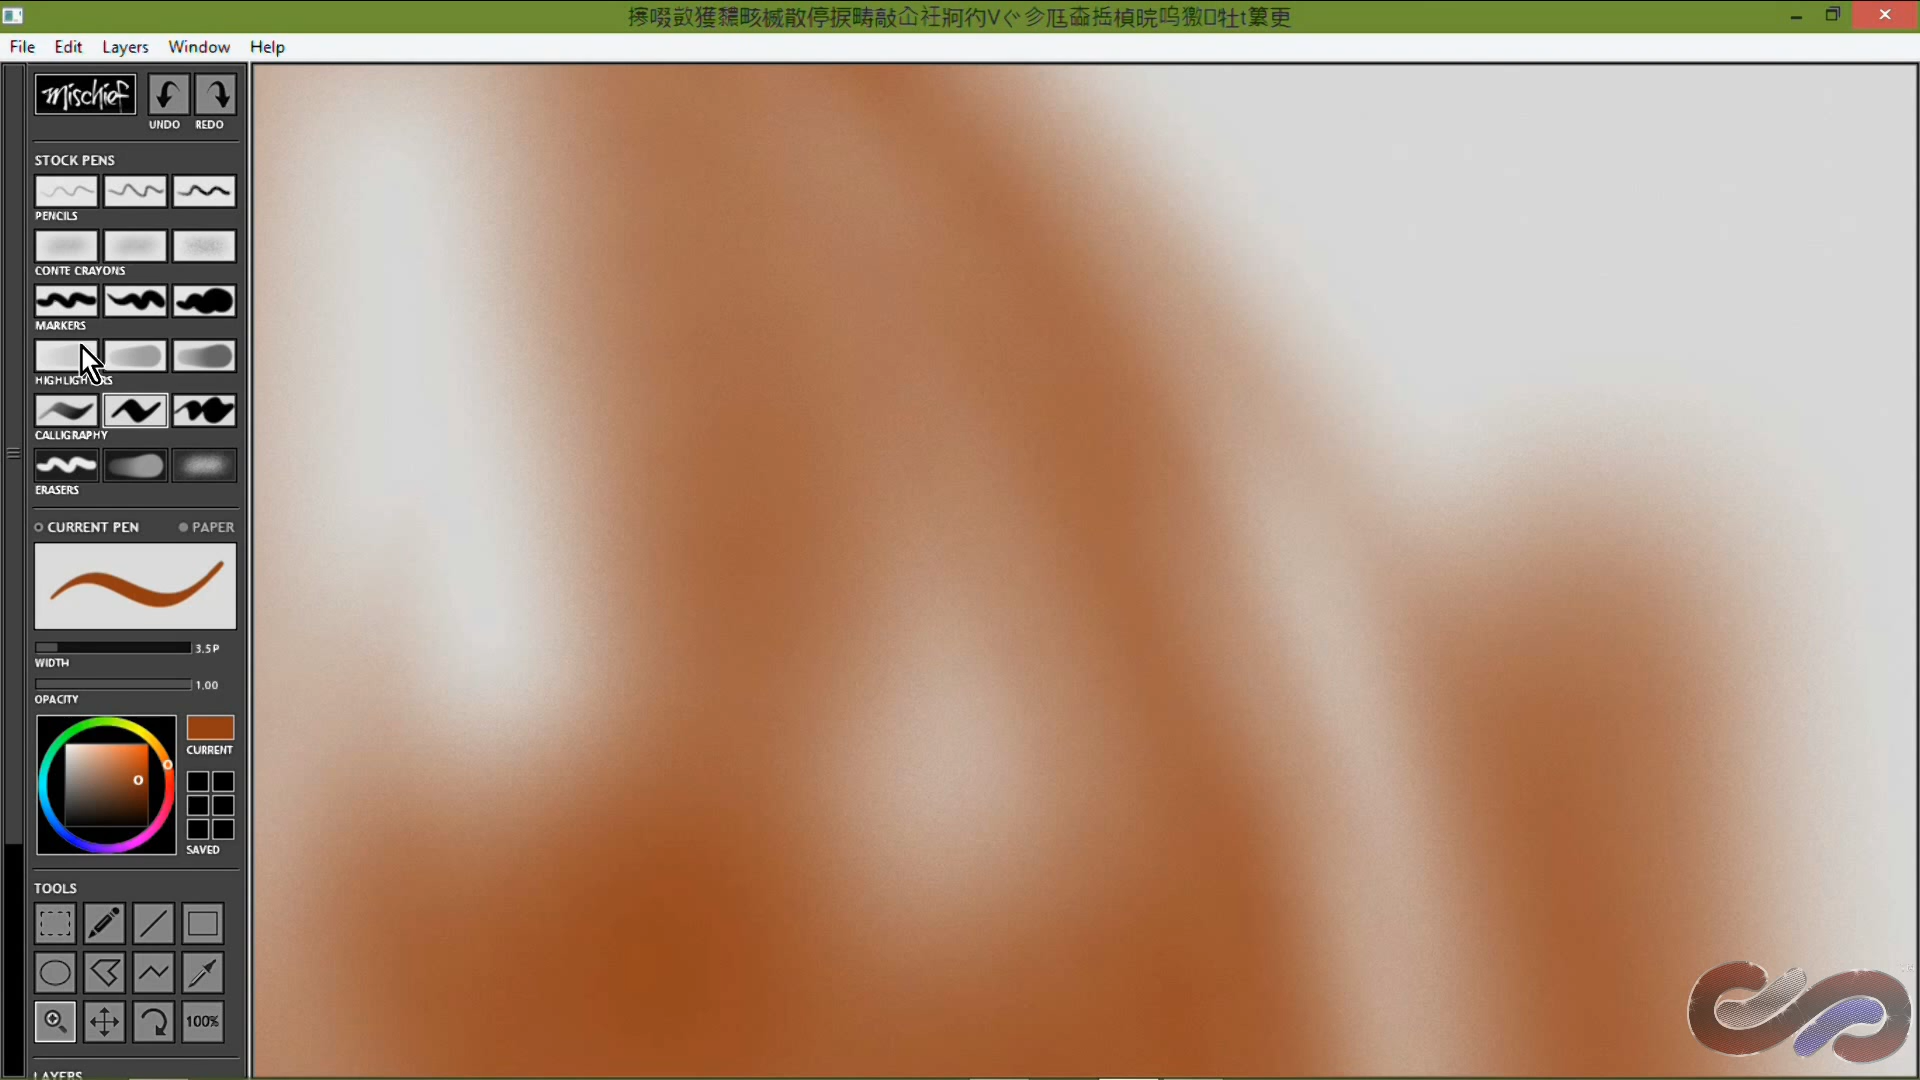 File Edit Layers Window Help
mischief
UNDO REDO
STOCK PENS
PENCILS
CONTE CRAYONS
MARKERS
CALLIGRAPHY
ERASERS
CURRENT PEN PAPER
3.5P
WIDTH
1.00
OPACITY
CURRENT
SAVED
TOOLS
100%
LAYERS